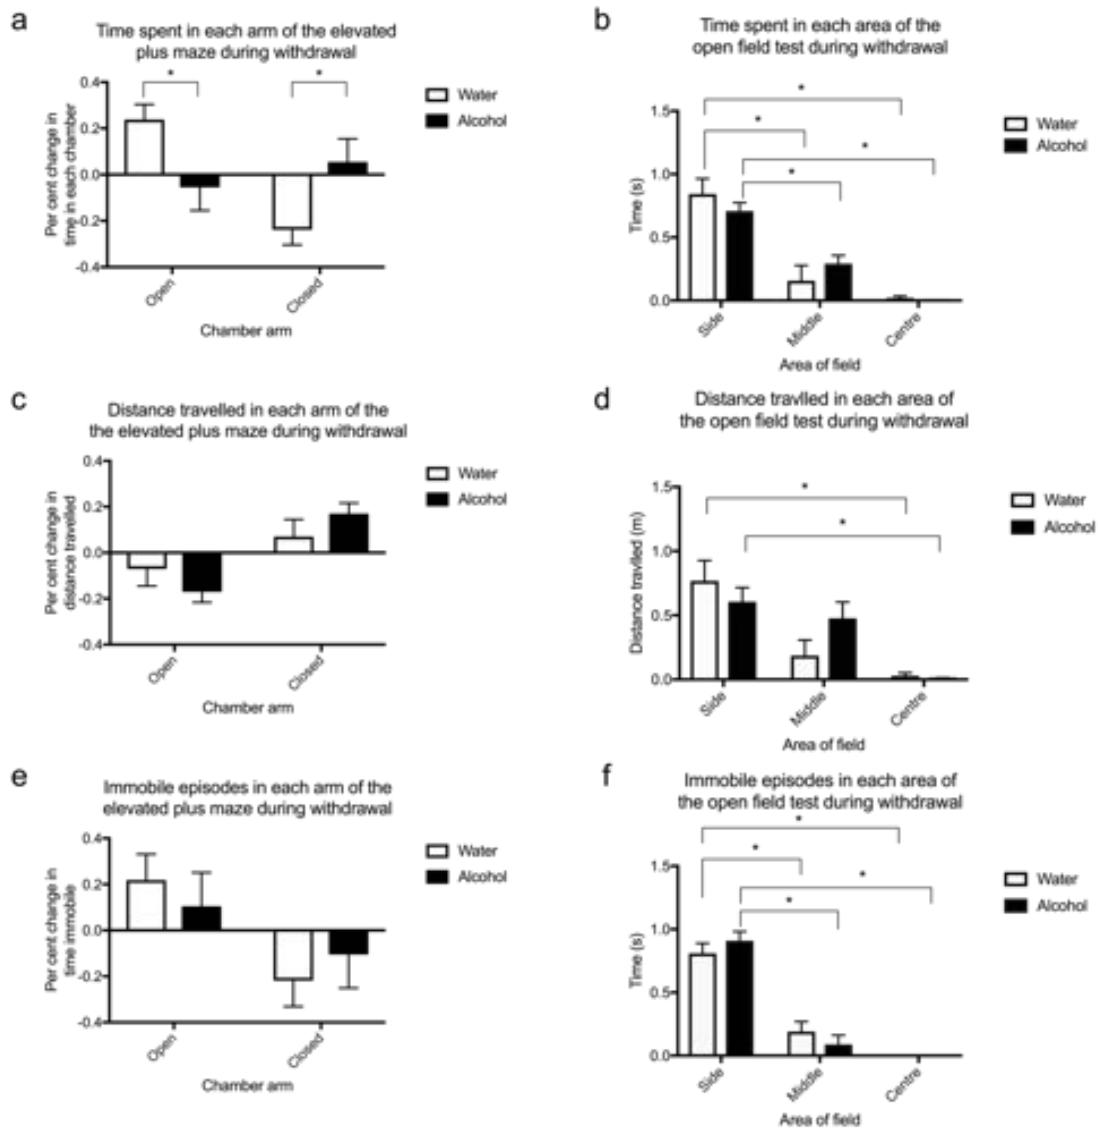 a
Time spent in each arm of the elevated
plus maze during withdrawal
Per cent change in
time in each chamber
0.4
0.2
0.0
-0.2
-0.4
*
*
Water
Alcohol
Open
Closed
Chamber arm
b
Time spent in each area of the
open field test during withdrawal
Time (s)
1.5
1.0
0.5
0.0
*
*
*
*
Water
Alcohol
Side
Middle
Centre
Area of field
c
Distance travelled in each arm of the
the elevated plus maze during withdrawal
Per cent change in
distance travelled
0.4
0.2
0.0
-0.2
-0.4
Water
Alcohol
Open
Closed
Chamber arm
d
Distance travlled in each area of
the open field test during withdrawal
Distance travlled (m)
1.5
1.0
0.5
0.0
*
*
Water
Alcohol
Side
Middle
Centre
Area of field
e
Immobile episodes in each arm of the
elevated plus maze during withdrawal
Per cent change in
time immobile
0.4
0.2
0.0
-0.2
-0.4
Water
Alcohol
Open
Closed
Chamber arm
f
Immobile episodes in each area of
the open field test during withdrawal
Time (s)
1.5
1.0
0.5
0.0
*
*
*
*
Water
Alcohol
Side
Middle
Centre
Area of field